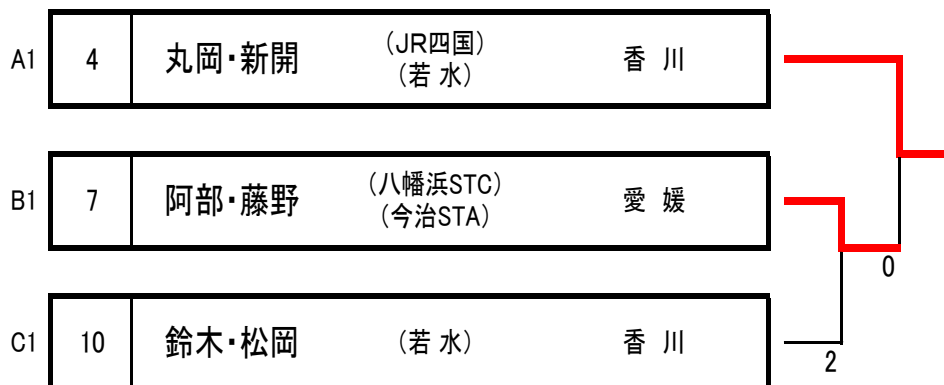 A1 4 丸岡・新開 (JR四国) 香 川
(若 水)
B1 7 阿部・藤野 (八幡浜STC) 愛 媛
(今治STA)
0
C1 10 鈴木・松岡 (若 水) 香 川
2